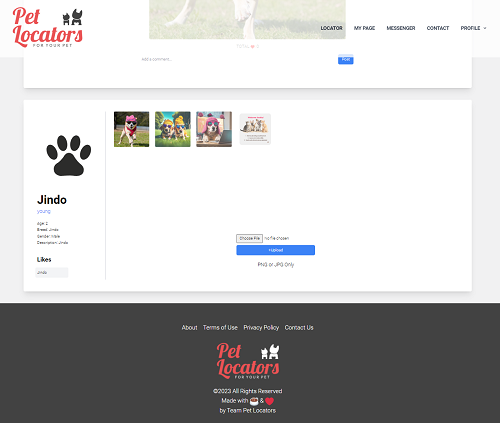 Pet
Locators
FOR YOUR PET
LOCATOR
MY PAGE
MESSENGER
CONTACT
PROFILE
Add a comment...
Post
Jindo
young
Age: 2
Breed: Jindo
Gender: Male
Description: Jindo
Likes
Jindo
Choose File No file chosen
+ Upload
PNG or JPG Only
About
Terms of Use
Privacy Policy
Contact Us
Pet
Locators
FOR YOUR PET
©2023 All Rights Reserved
Made with & 
by Team Pet Locators